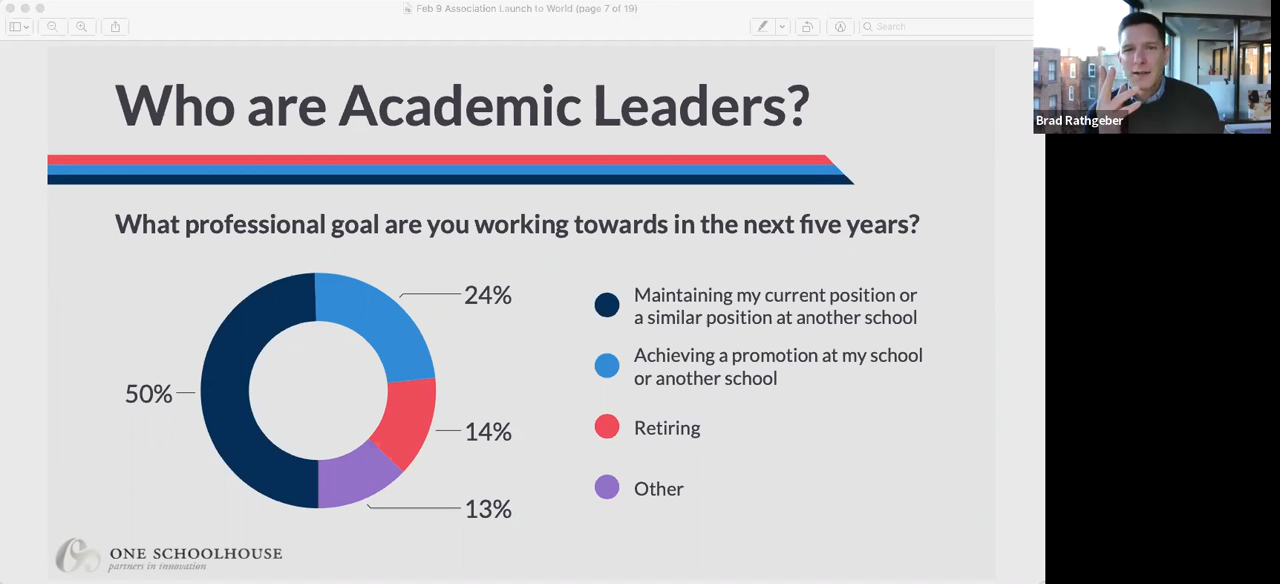 Feb 9 Association Launch to World (page 7 of 19)
Search
Who are Academic Leaders?
What professional goal are you working towards in the next five years?
24%
50%
14%
13%
Maintaining my current position or
a similar position at another school
Achieving a promotion at my school
or another school
Retiring
Other
ONE SCHOOLHOUSE
partners in innovation
Brad Rathgeber